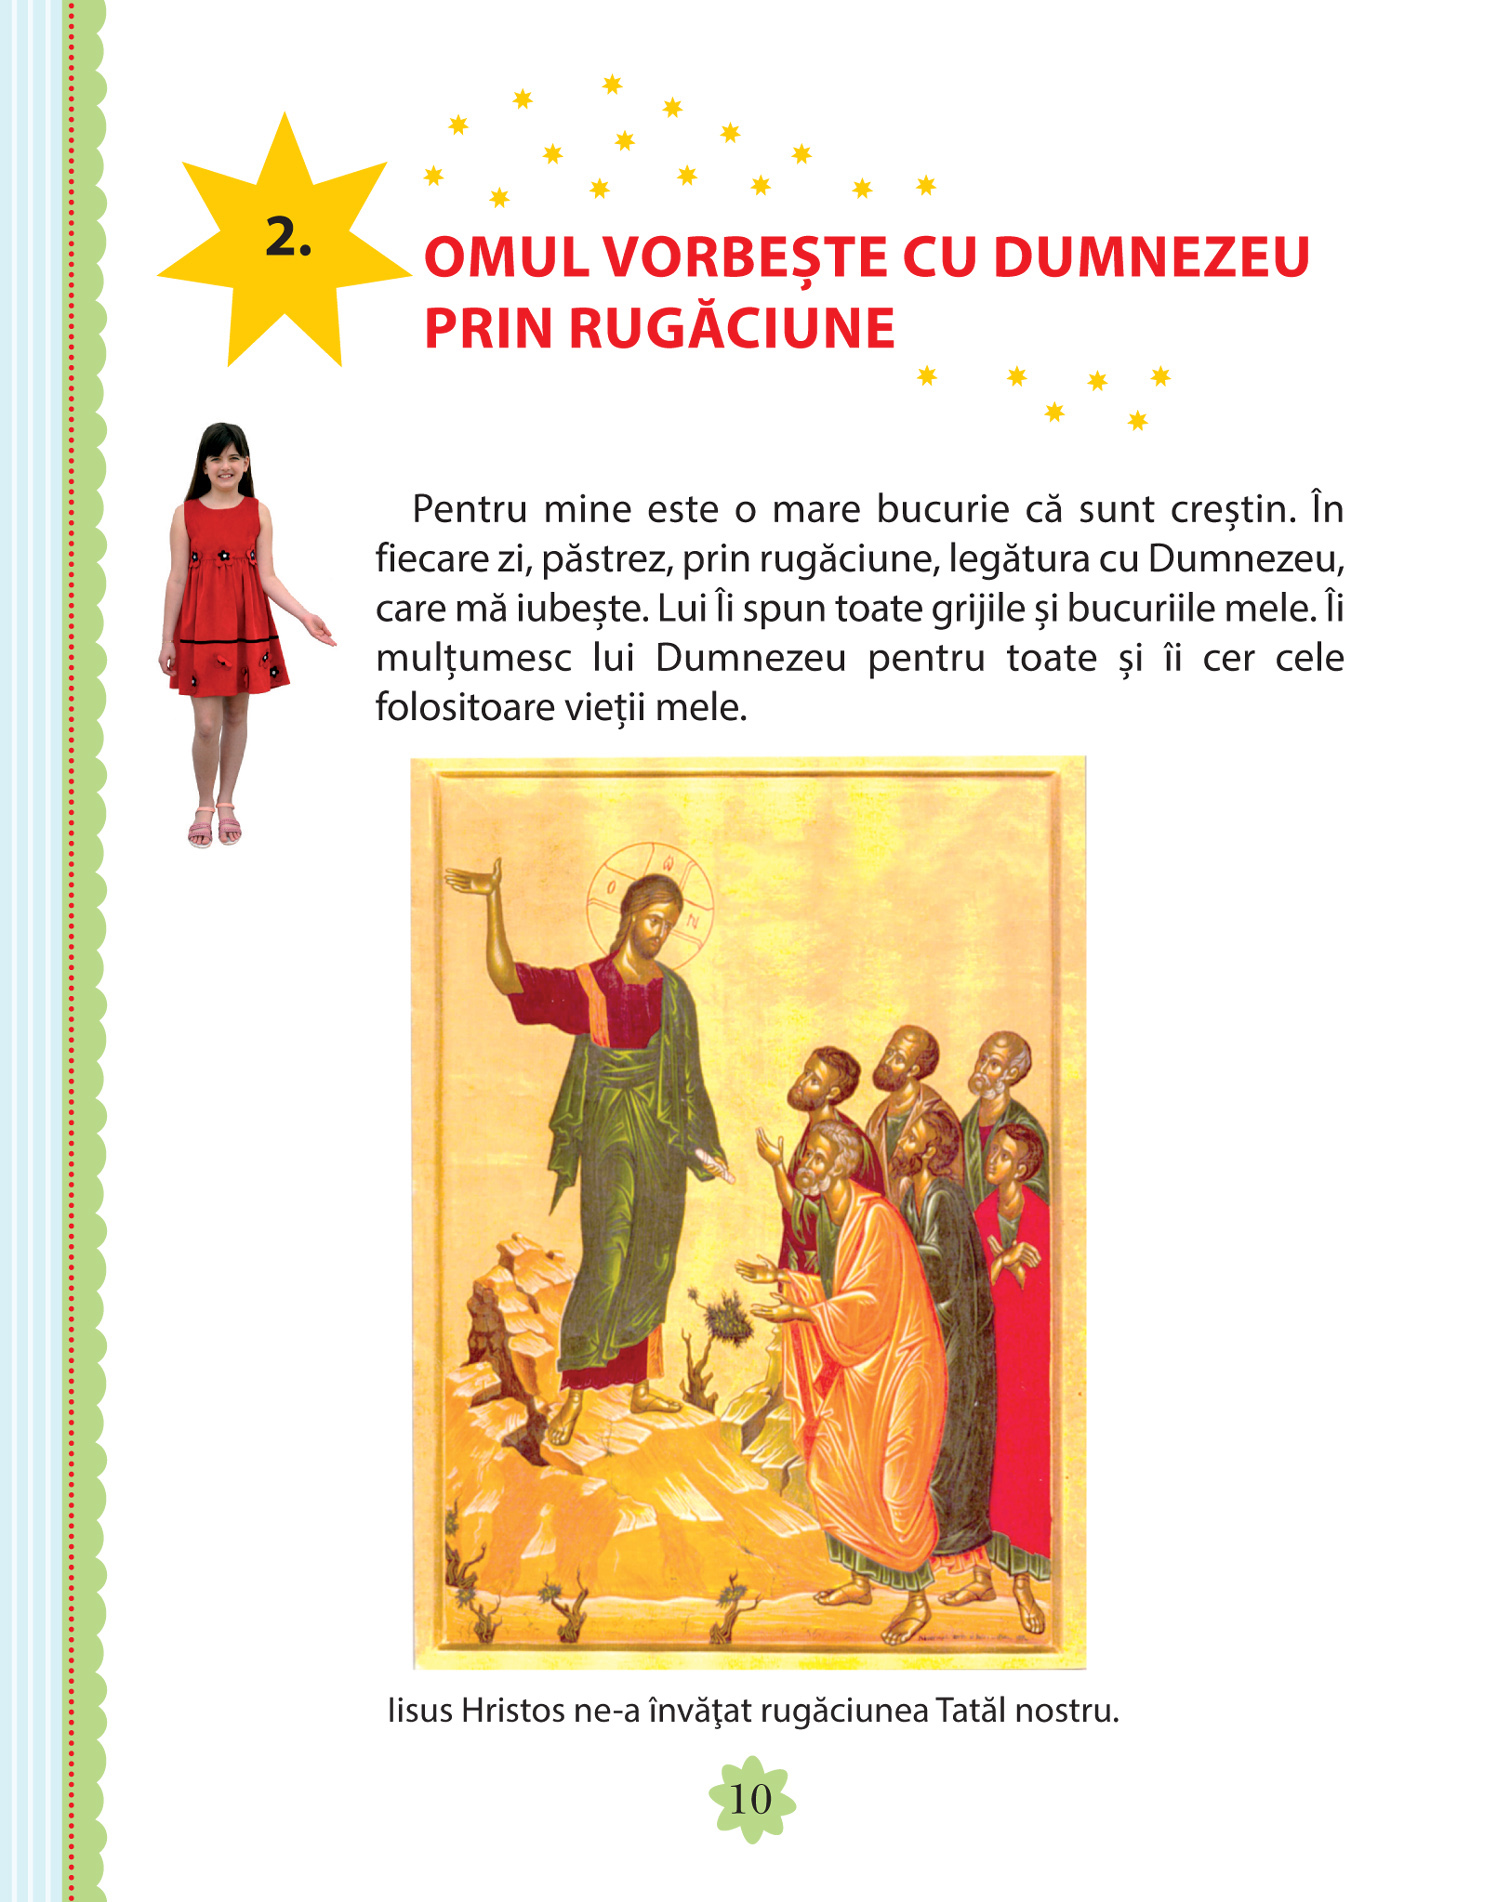 2.
OMUL VORBEȘTE CU DUMNEZEU
PRIN RUGĂCIUNE
Pentru mine este o mare bucurie că sunt creștin. În
fiecare zi, păstrez, prin rugăciune, legătura cu Dumnezeu,
care mă iubește. Lui Îi spun toate grijile și bucuriile mele. Îi
mulțumesc lui Dumnezeu pentru toate și îi cer cele
folositoare vieții mele.
Ο Ω Ν
Iisus Hristos ne-a învăţat rugăciunea Tatăl nostru.
10